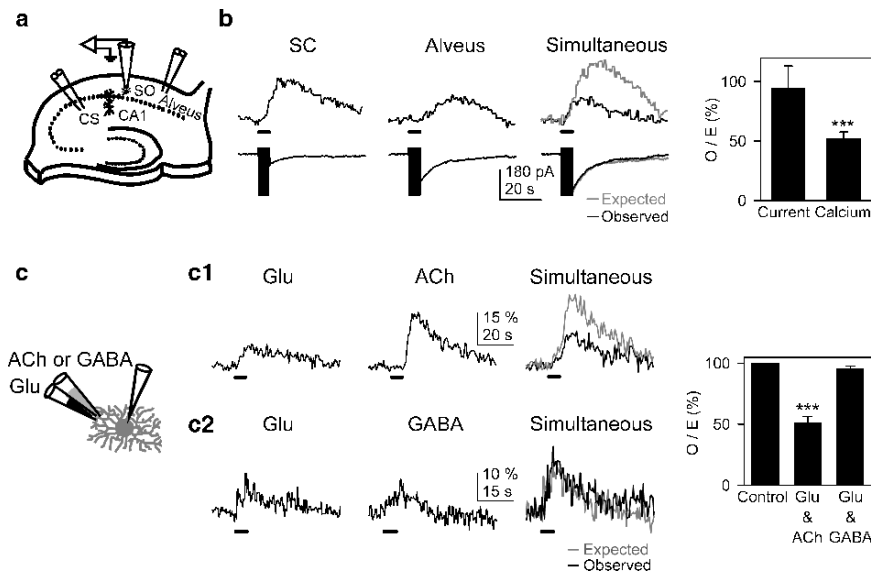 a
SO
Alveus
CS
CA1
b
SC
Alveus
Simultaneous
180 pA
20 s
Expected
Observed
O / E (%)
100
50
0
***
Current
Calcium
c
ACh or GABA
Glu
c1
Glu
ACh
Simultaneous
15 %
20 s
c2
Glu
GABA
Simultaneous
10 %
15 s
Expected
Observed
O / E (%)
100
50
0
***
Control
Glu
&
ACh
Glu
&
GABA